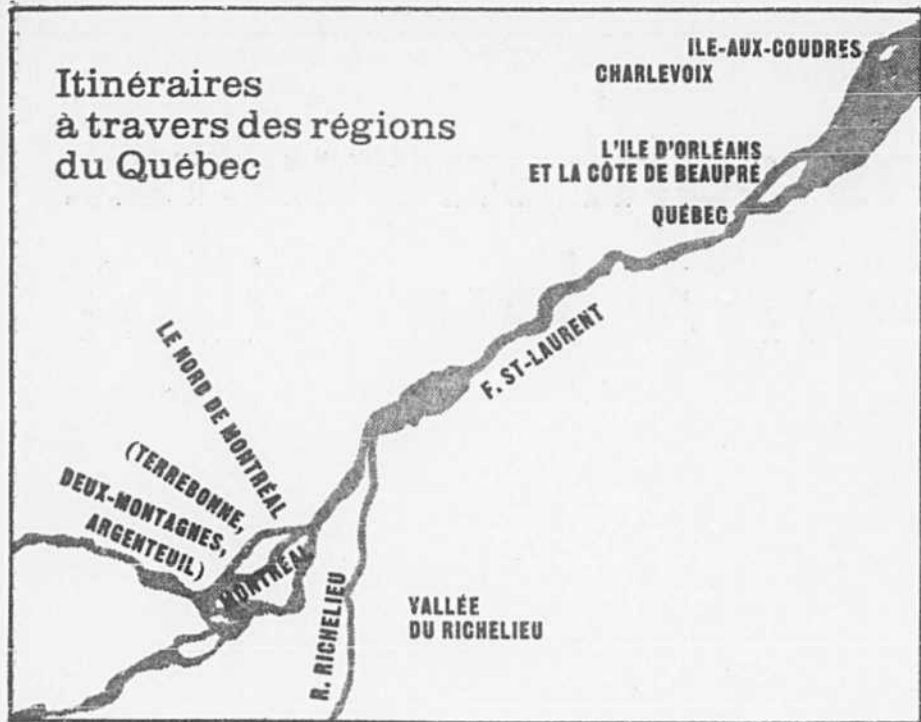 Itinéraires
à travers des régions
du Québec
ILE-AUX-COUDRES
CHARLEVOIX
L'ILE D'ORLÉANS
ET LA CÔTE DE BEAUPRÉ
QUÉBEC
F. ST-LAURENT
LE NORD DE MONTRÉAL
(TERREBONNE,
DEUX-MONTAGNES,
ARGENTEUIL)
MONTRÉAL
R. RICHELIEU
VALLÉE
DU RICHELIEU